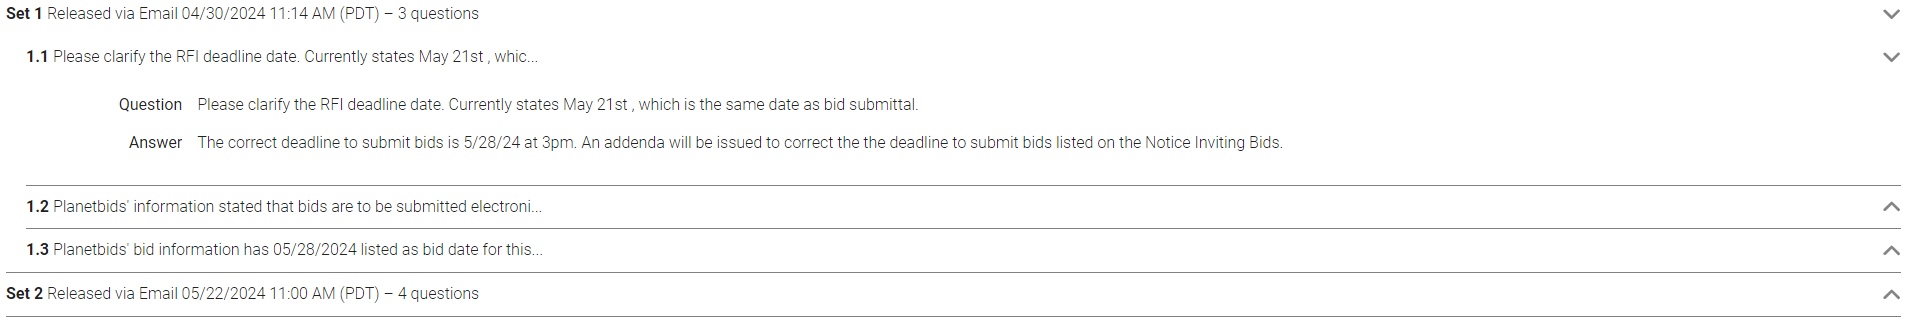 Set 1 Released via Email 04/30/2024 11:14 AM (PDT) – 3 questions
1.1 Please clarify the RFI deadline date. Currently states May 21st , whic...
Question Please clarify the RFI deadline date. Currently states May 21st , which is the same date as bid submittal.
Answer The correct deadline to submit bids is 5/28/24 at 3pm. An addenda will be issued to correct the the deadline to submit bids listed on the Notice Inviting Bids.
1.2 Planetbids' information stated that bids are to be submitted electroni...
1.3 Planetbids' bid information has 05/28/2024 listed as bid date for this...
Set 2 Released via Email 05/22/2024 11:00 AM (PDT) – 4 questions